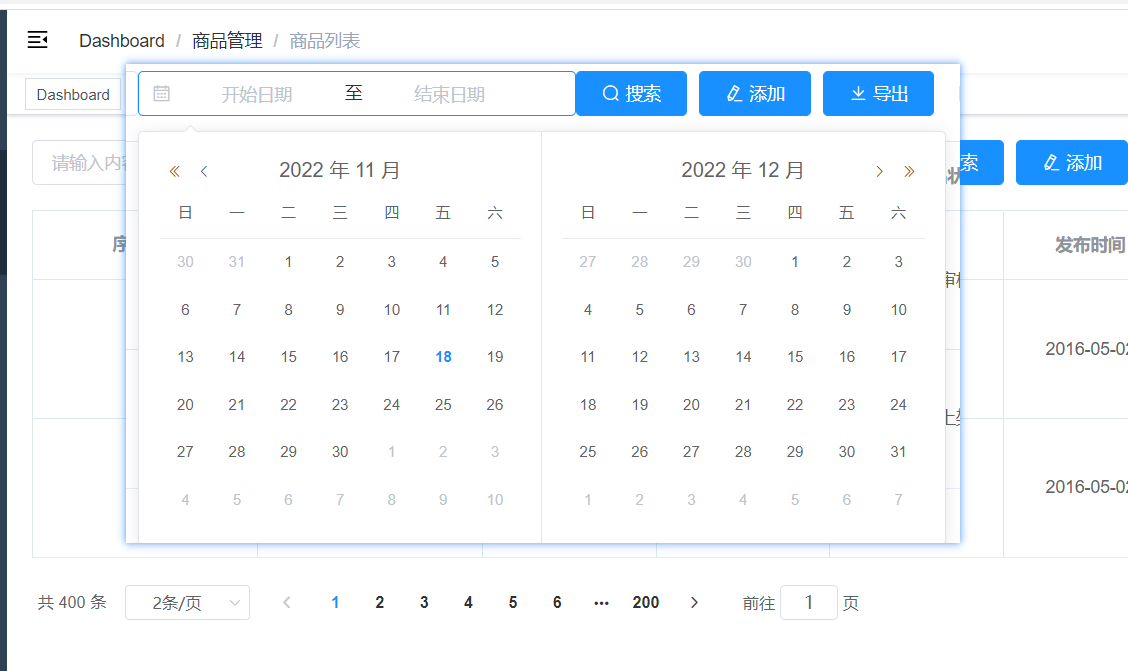 Dashboard / 商品管理 / 商品列表
Dashboard
开始日期 至 结束日期 搜索 添加 导出
请输入内 索 添加
2022 年 11 月 2022 年 12 月
日 一 二 三 四 五 六 日 一 二 三 四 五 六
序 发布时间
30 31 1 2 3 4 5 27 28 29 30 1 2 3
6 7 8 9 10 11 12 4 5 6 7 8 9 10
13 14 15 16 17 18 19 11 12 13 14 15 16 17
2016-05-02
20 21 22 23 24 25 26 18 19 20 21 22 23 24
27 28 29 30 1 2 3 25 26 27 28 29 30 31
4 5 6 7 8 9 10 1 2 3 4 5 6 7
2016-05-02
共 400 条 2条/页 1 2 3 4 5 6 ••• 200 前往 1 页